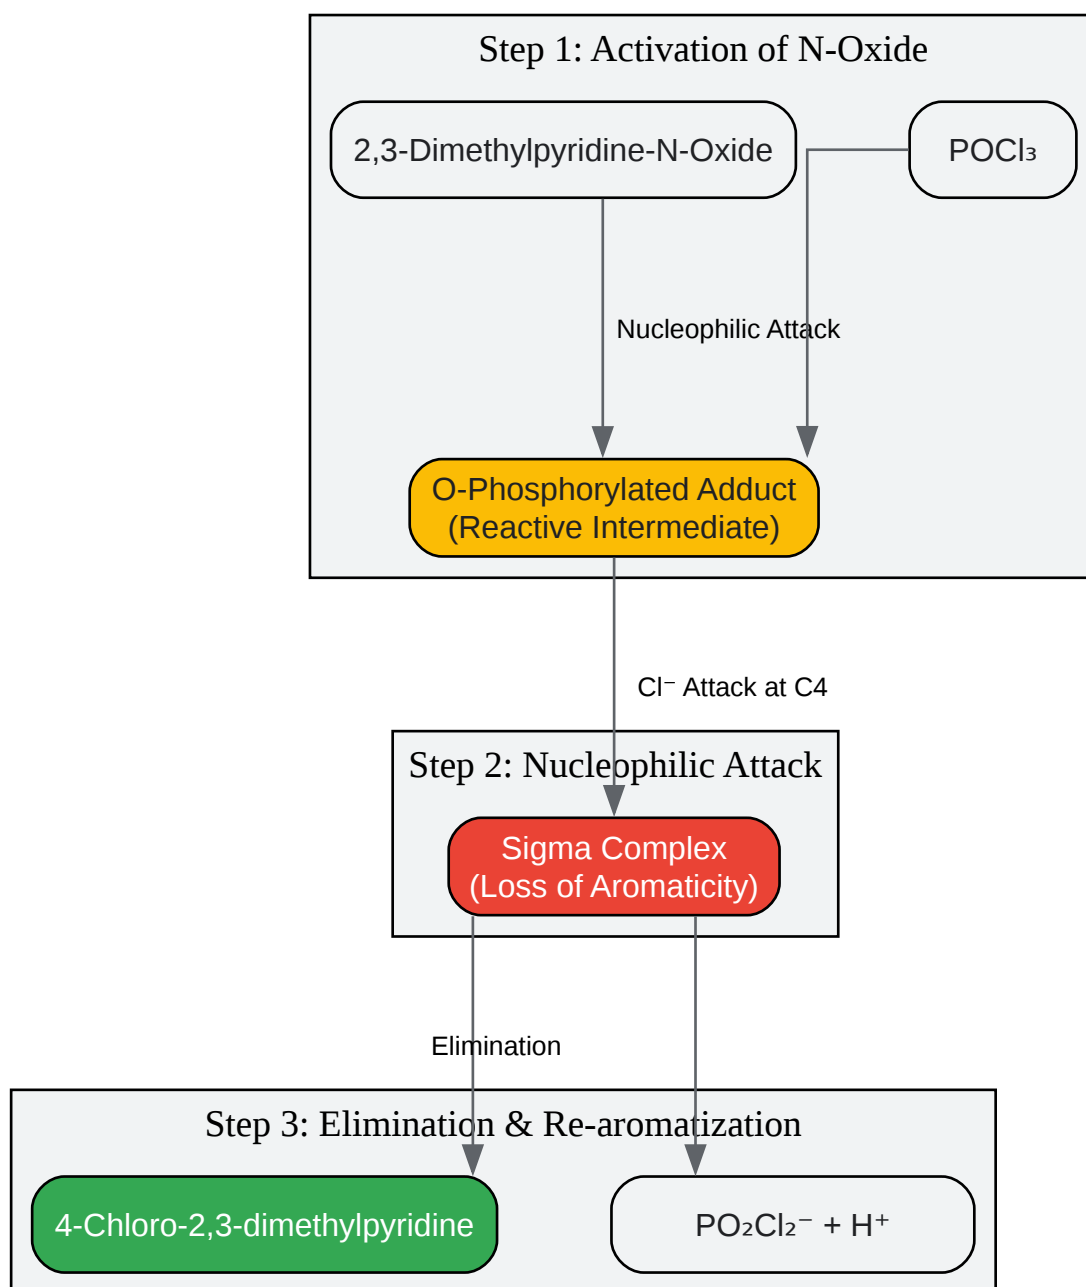 Step 1: Activation of N-Oxide
2,3-Dimethylpyridine-N-Oxide
POCl₃
Nucleophilic Attack
O-Phosphorylated Adduct
(Reactive Intermediate)
Cl⁻ Attack at C4
Step 2: Nucleophilic Attack
Sigma Complex
(Loss of Aromaticity)
Elimination
Step 3: Elimination & Re-aromatization
4-Chloro-2,3-dimethylpyridine
PO₂Cl₂⁻ + H⁺